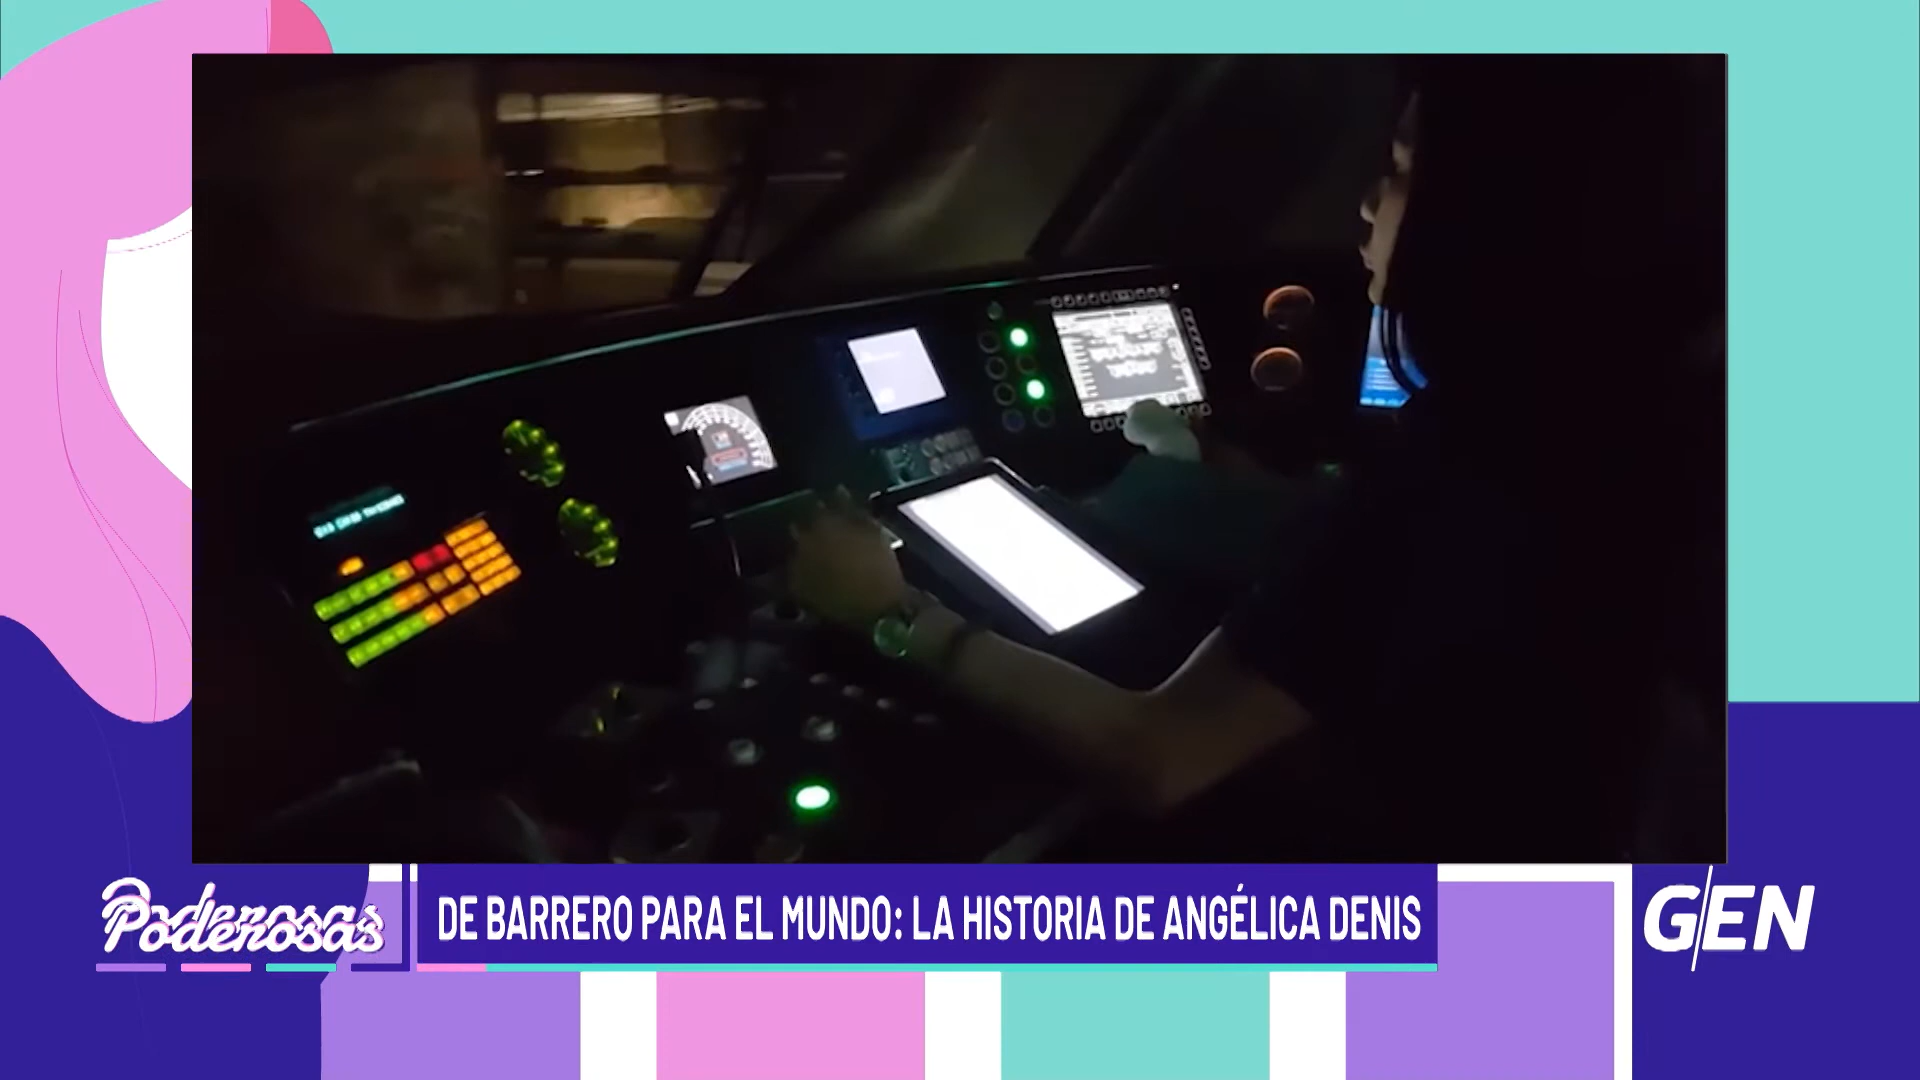 Poderosas
DE BARRERO PARA EL MUNDO: LA HISTORIA DE ANGÉLICA DENIS
GEN